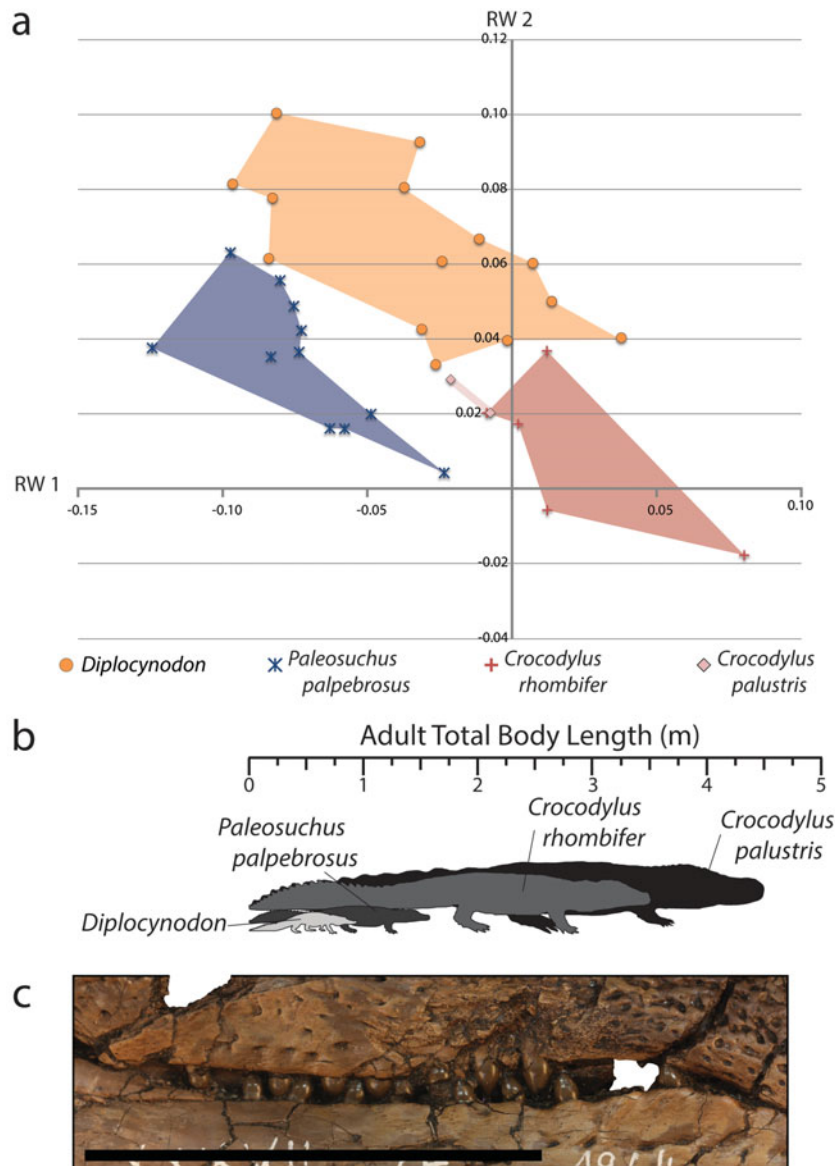 a
RW 2
0.12
0.10
0.08
0.06
0.04
0.02
RW 1
-0.15
-0.10
-0.05
0.05
0.10
-0.02
-0.04
Diplocynodon
Paleosuchus
palpebrosus
Crocodylus
rhombifer
Crocodylus
palustris
b
Adult Total Body Length (m)
0 1 2 3 4 5
Paleosuchus
palpebrosus
Crocodylus
rhombifer
Crocodylus
palustris
Diplocynodon
c